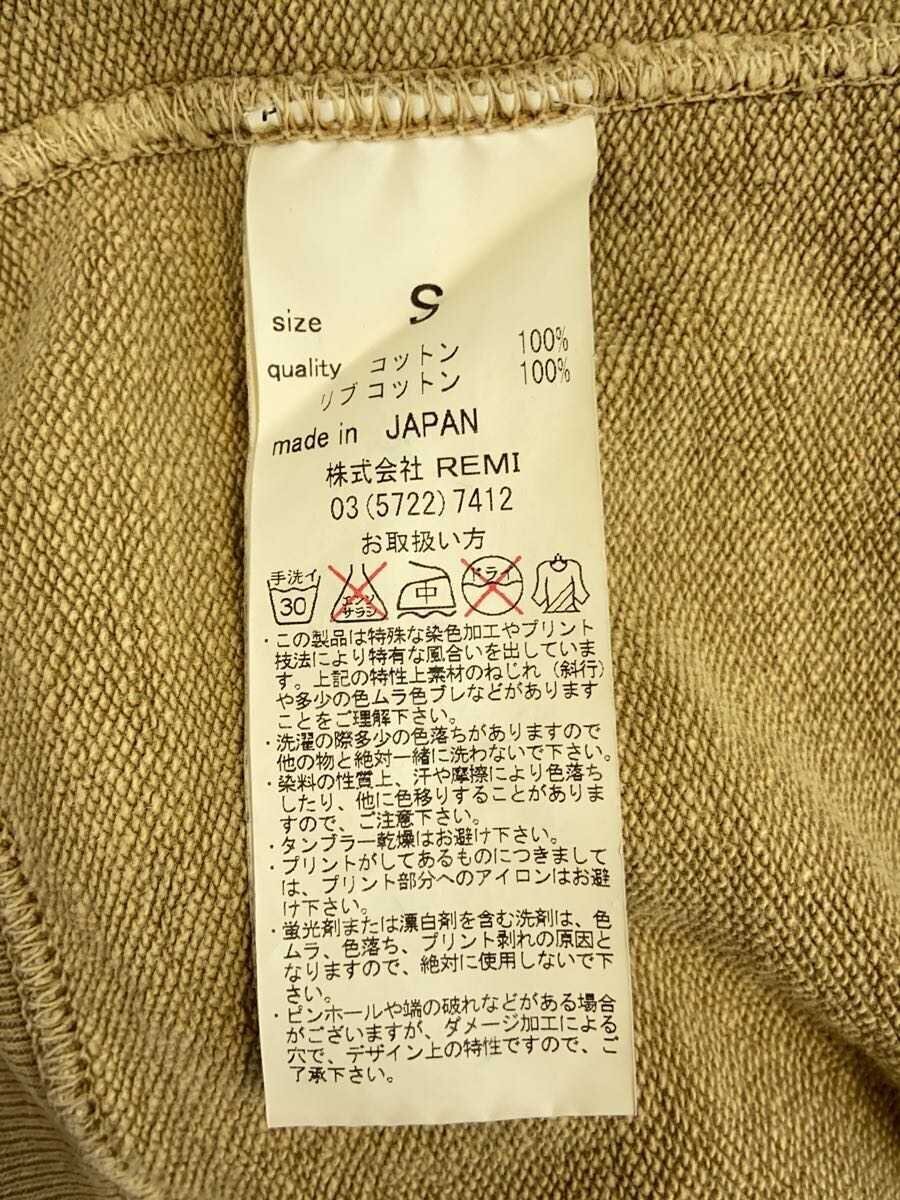 size S
quality コットン 100%
リブコットン 100%
made in JAPAN
株式会社 REMI
03(5722)7412
お取扱い方
手洗イ
30
エンソ
サラシ
中
ドライ
・この製品は特殊な染色加工やプリント
技法により特有な風合いを出していま
す。上記の特性上素材のねじれ（斜行）
や多少の色ムラ色ブレなどがあります
ことをご理解下さい。
・洗濯の際多少の色落ちがありますので
他の物と絶対一緒に洗わないで下さい。
・染料の性質上、汗や摩擦により色落ち
したり、他に色移りすることがありま
すので、ご注意下さい。
・タンブラー乾燥はお避け下さい。
・プリントがしてあるものにつきまして
は、プリント部分へのアイロンはお避
け下さい。
・蛍光剤または漂白剤を含む洗剤は、色
ムラ、色落ち、プリント剥れの原因と
なりますので、絶対に使用しないで下
さい。
・ピンホールや端の破れなどがある場合
がございますが、ダメージ加工による
穴で、デザイン上の特性ですので、ご
了承下さい。